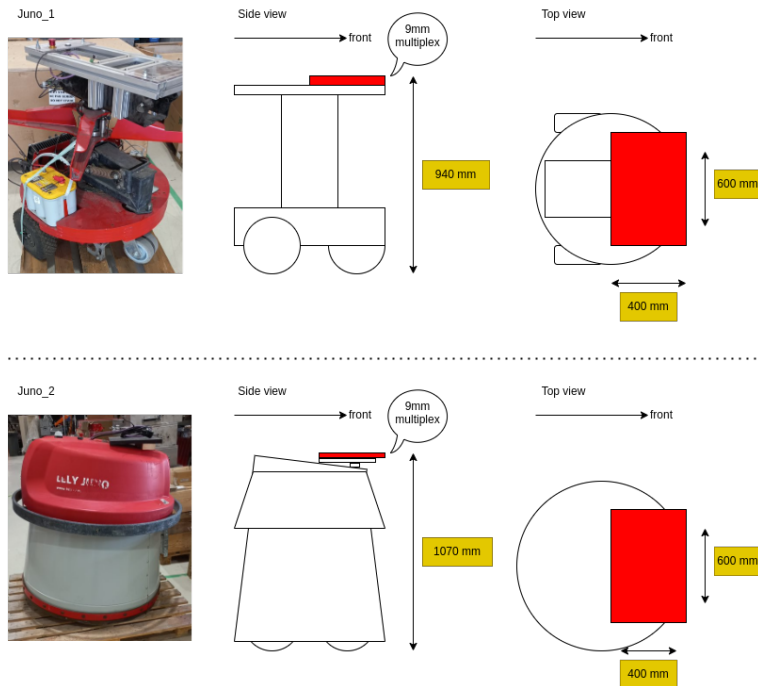 Juno_1
Side view
front
9mm
multiplex
Top view
front
940 mm
600 mm
400 mm
Juno_2
Side view
front
9mm
multiplex
Top view
front
LELY JUNO
1070 mm
600 mm
400 mm